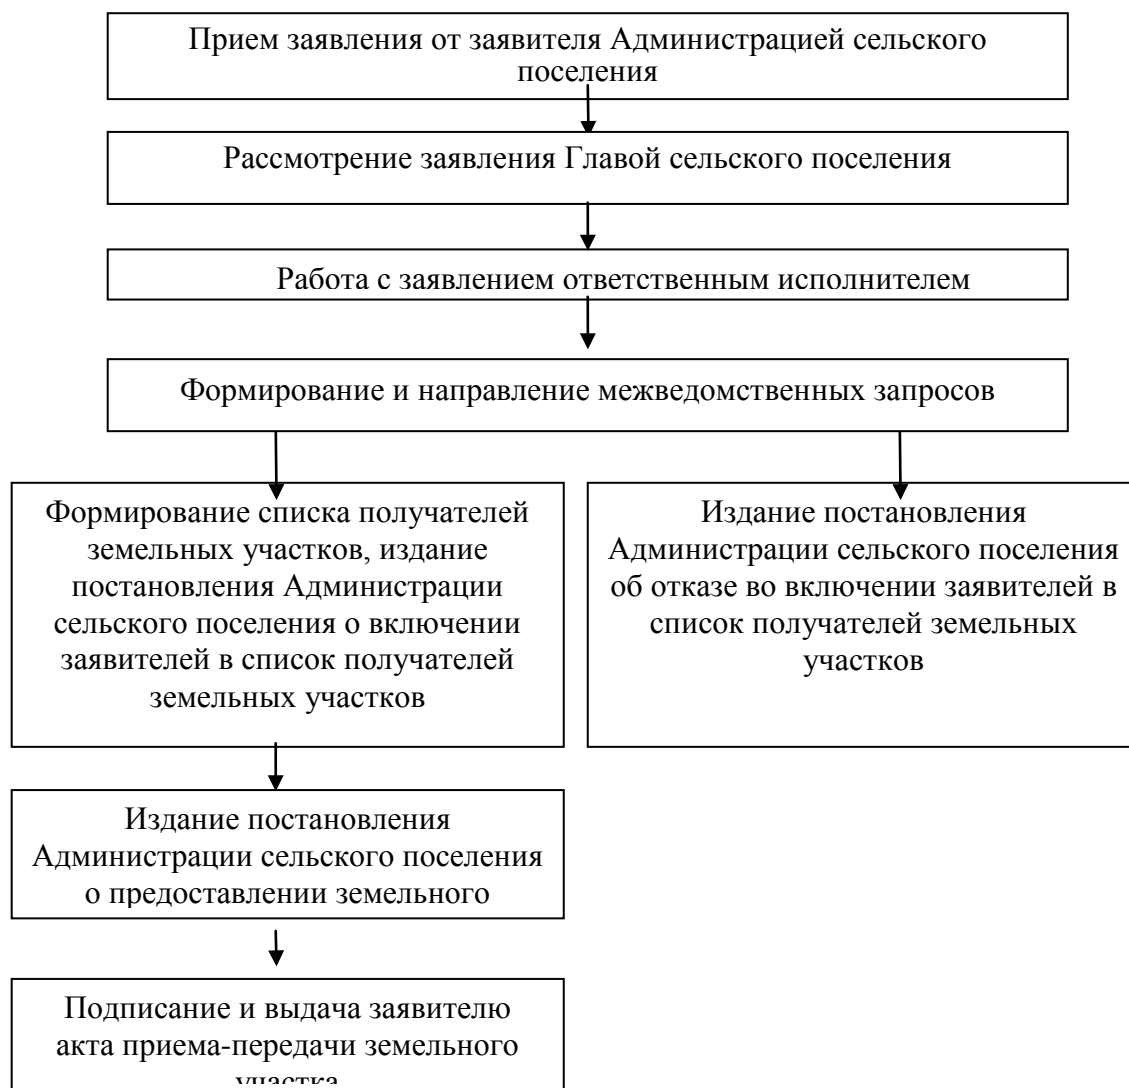 Прием заявления от заявителя Администрацией сельского
поселения
Рассмотрение заявления Главой сельского поселения
Работа с заявлением ответственным исполнителем
Формирование и направление межведомственных запросов
Формирование списка получателей
земельных участков, издание
постановления Администрации
сельского поселения о включении
заявителей в список получателей
земельных участков
Издание постановления
Администрации сельского поселения
об отказе во включении заявителей в
список получателей земельных
участков
Издание постановления
Администрации сельского поселения
о предоставлении земельного
Подписание и выдача заявителю
акта приема-передачи земельного
участка